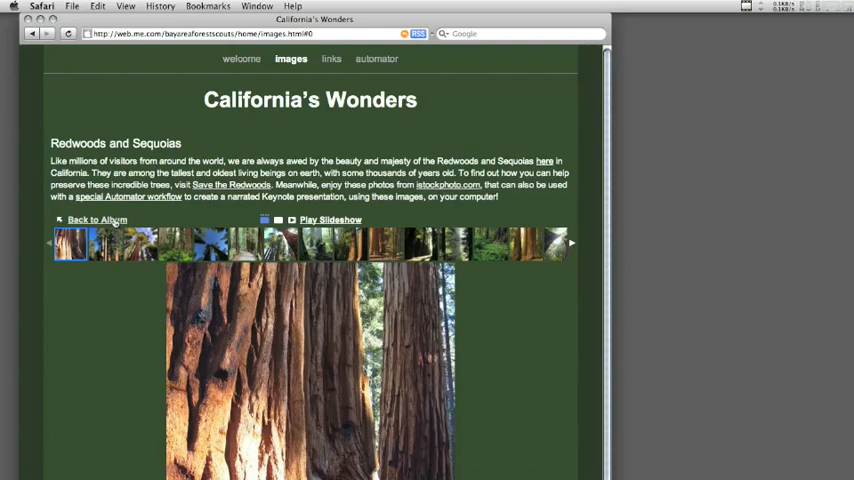 Safari File Edit View History Bookmarks Window Help
California's Wonders
http://web.me.com/bayareaforestscouts/home/images.html#0 RSS Google
welcome images links automator
California's Wonders
Redwoods and Sequoias
Like millions of visitors from around the world, we are always awed by the beauty and majesty of the Redwoods and Sequoias here in
California. They are among the tallest and oldest living beings on earth, with some thousands of years old. To find out how you can help
preserve these incredible trees, visit Save the Redwoods. Meanwhile, enjoy these photos from istockphoto.com, that can also be used
with a special Automator workflow to create a narrated Keynote presentation, using these images, on your computer!
Back to Album Play Slideshow